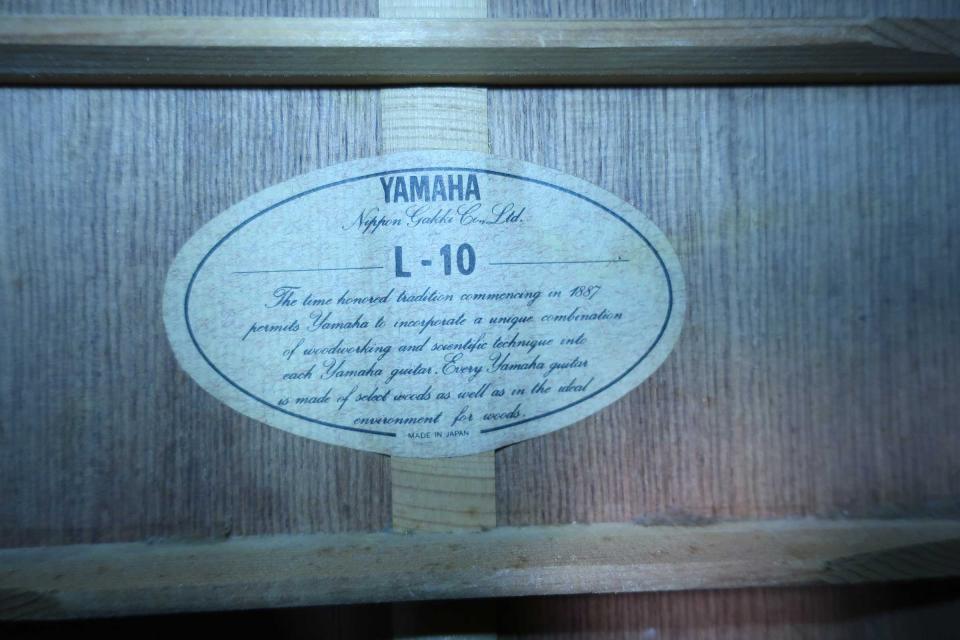 YAMAHA
Nippon Gakki Co., Ltd.
L-10
The time honored tradition commencing in 1887
permits Yamaha to incorporate a unique combination
of woodworking and scientific technique into
each Yamaha guitar. Every Yamaha guitar
is made of select woods as well as in the ideal
environment for woods.
MADE IN JAPAN